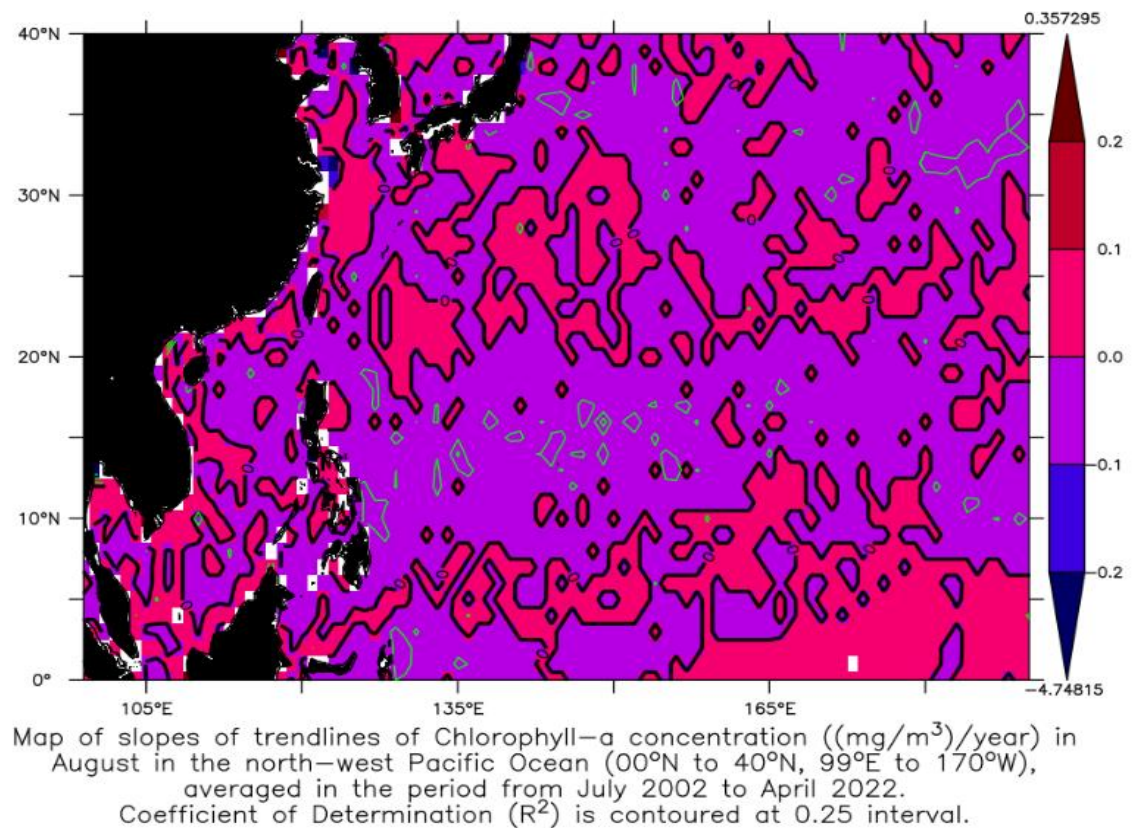 0.357295
40°N
30°N
20°N
10°N
0°
0.2
0.1
0.0
−0.1
−0.2
−4.74815
105°E
135°E
165°E
Map of slopes of trendlines of Chlorophyll−a concentration ((mg/m³)/year) in
August in the north−west Pacific Ocean (00°N to 40°N, 99°E to 170°W),
averaged in the period from July 2002 to April 2022.
Coefficient of Determination (R²) is contoured at 0.25 interval.